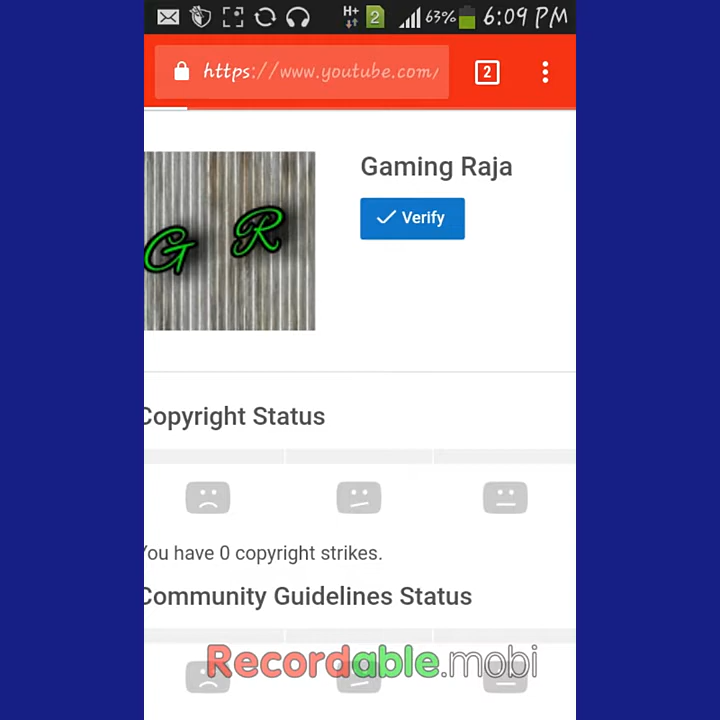 H+ 2 63% 6:09 PM
https://www.youtube.com/ 2
Gaming Raja
Verify
G R
Copyright Status
You have 0 copyright strikes.
Community Guidelines Status
Recordable.mobi